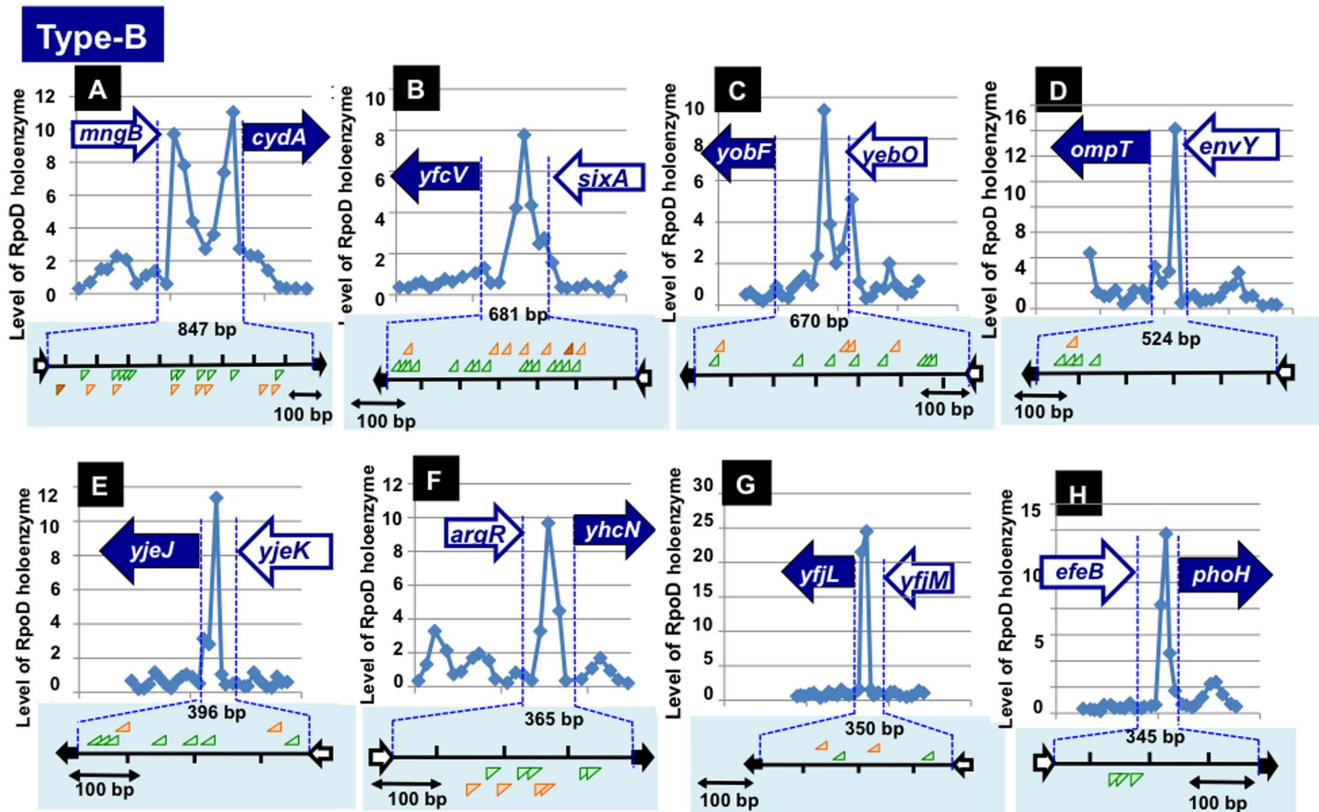 Type-B
A
Level of RpoD holoenzyme
12
10
8
6
4
2
0
mngB
cydA
847 bp
100 bp
B
Level of RpoD holoenzyme
10
8
6
4
2
0
yfcV
sixA
681 bp
100 bp
C
Level of RpoD holoenzyme
10
8
6
4
2
0
yobF
yebO
670 bp
100 bp
D
Level of RpoD holoenzyme
16
14
12
10
8
6
4
2
0
ompT
envY
524 bp
100 bp
E
Level of RpoD holoenzyme
12
10
8
6
4
2
0
yjeJ
yjeK
396 bp
100 bp
F
Level of RpoD holoenzyme
12
10
8
6
4
2
0
argR
yhcN
365 bp
100 bp
G
Level of RpoD holoenzyme
30
25
20
15
10
5
0
yfjL
yfiM
350 bp
100 bp
H
Level of RpoD holoenzyme
15
12
10
5
2
0
efeB
phoH
345 bp
100 bp